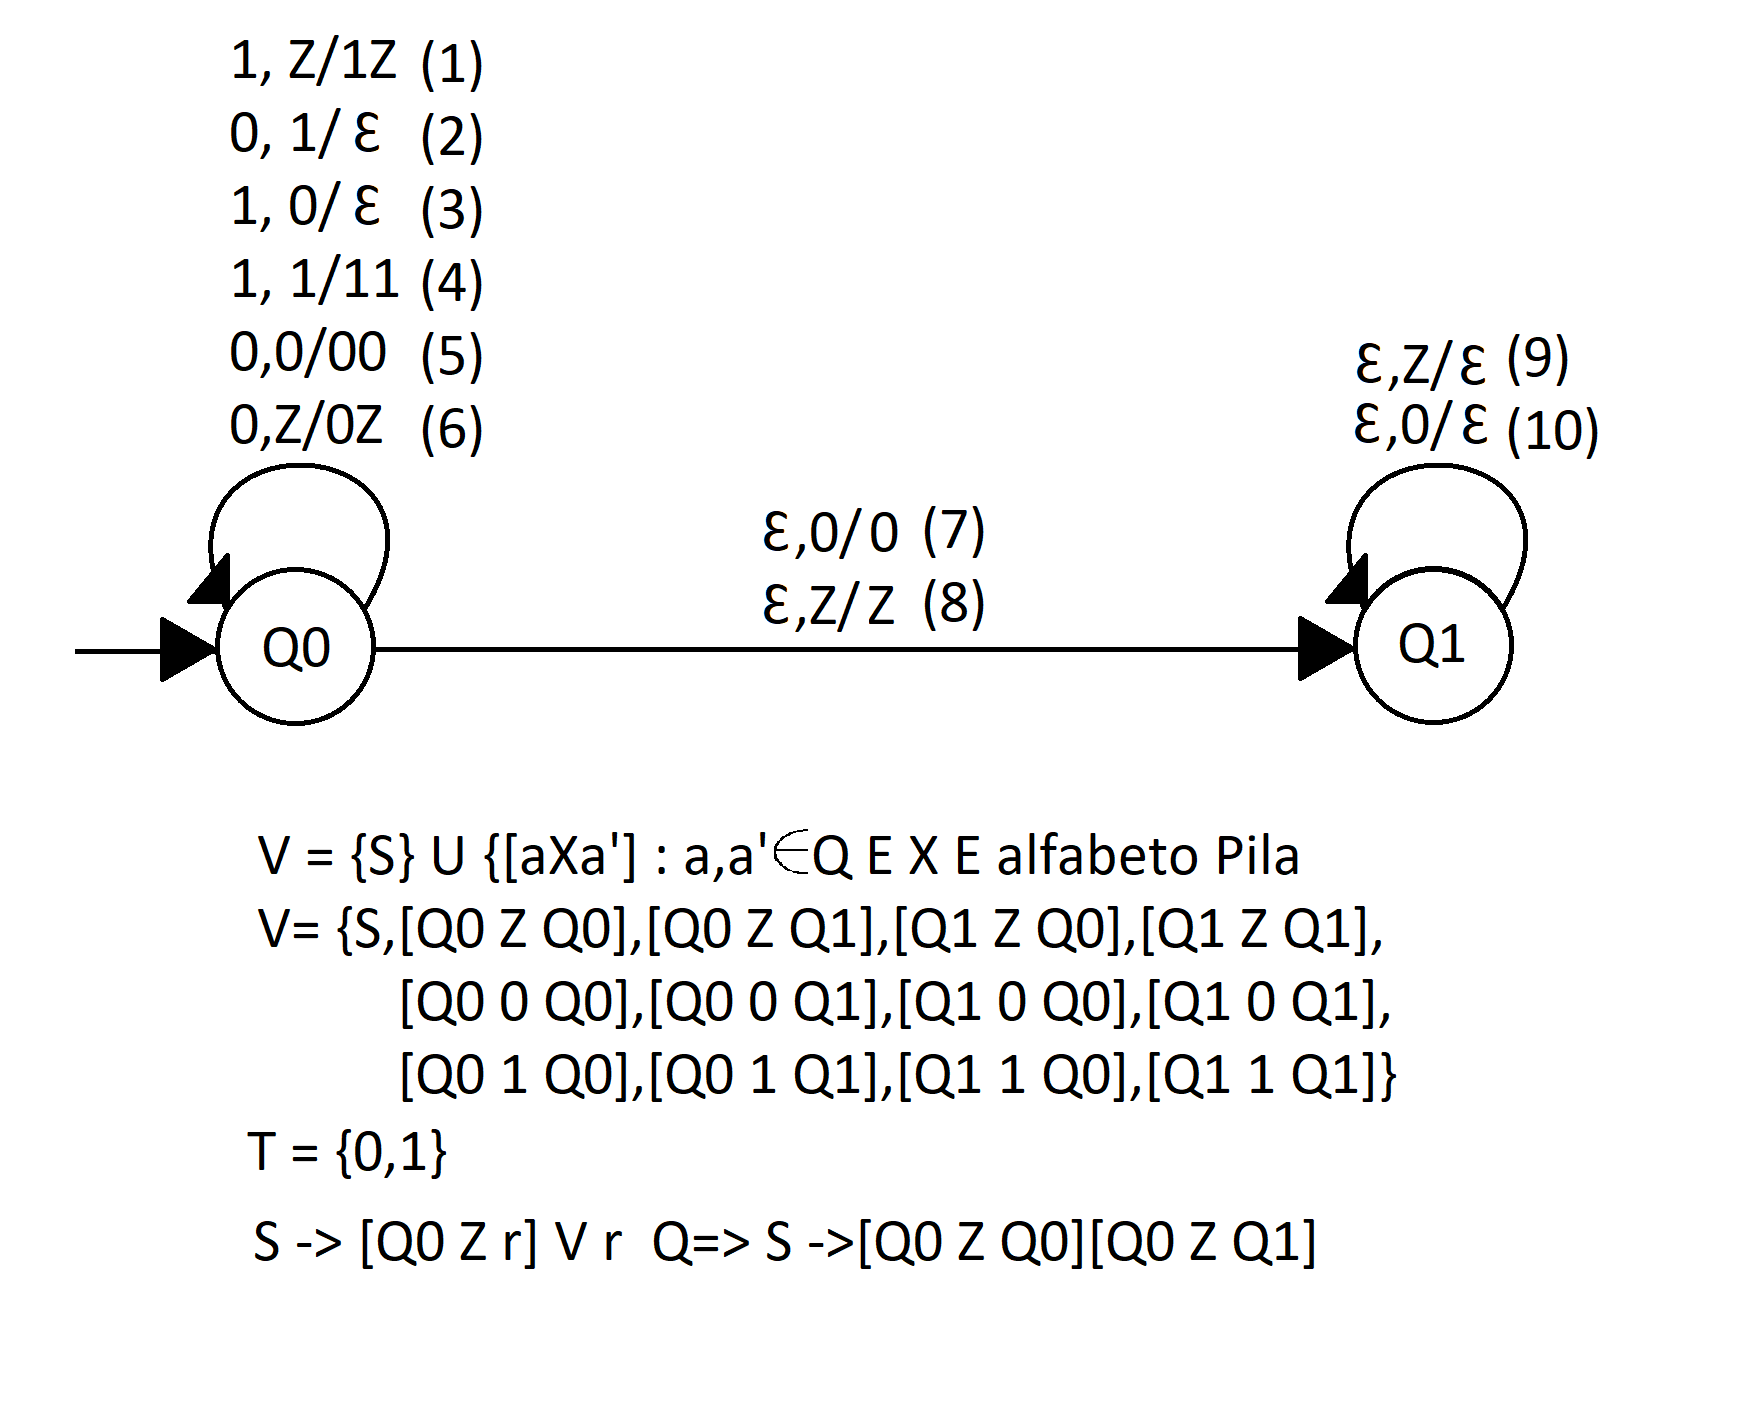 1, Z/1Z (1)
0, 1/ Ɛ (2)
1, 0/ Ɛ (3)
1, 1/11 (4)
0,0/00 (5)
0,Z/0Z (6)
Ɛ,Z/ Ɛ (9)
Ɛ,0/ Ɛ (10)
Ɛ,0/ 0 (7)
Ɛ,Z/ Z (8)
Q0
Q1
V = {S} U {[aXa'] : a,a'∈Q E X E alfabeto Pila
V= {S,[Q0 Z Q0],[Q0 Z Q1],[Q1 Z Q0],[Q1 Z Q1],
[Q0 0 Q0],[Q0 0 Q1],[Q1 0 Q0],[Q1 0 Q1],
[Q0 1 Q0],[Q0 1 Q1],[Q1 1 Q0],[Q1 1 Q1]}
T = {0,1}
S -> [Q0 Z r] V r Q=> S ->[Q0 Z Q0][Q0 Z Q1]